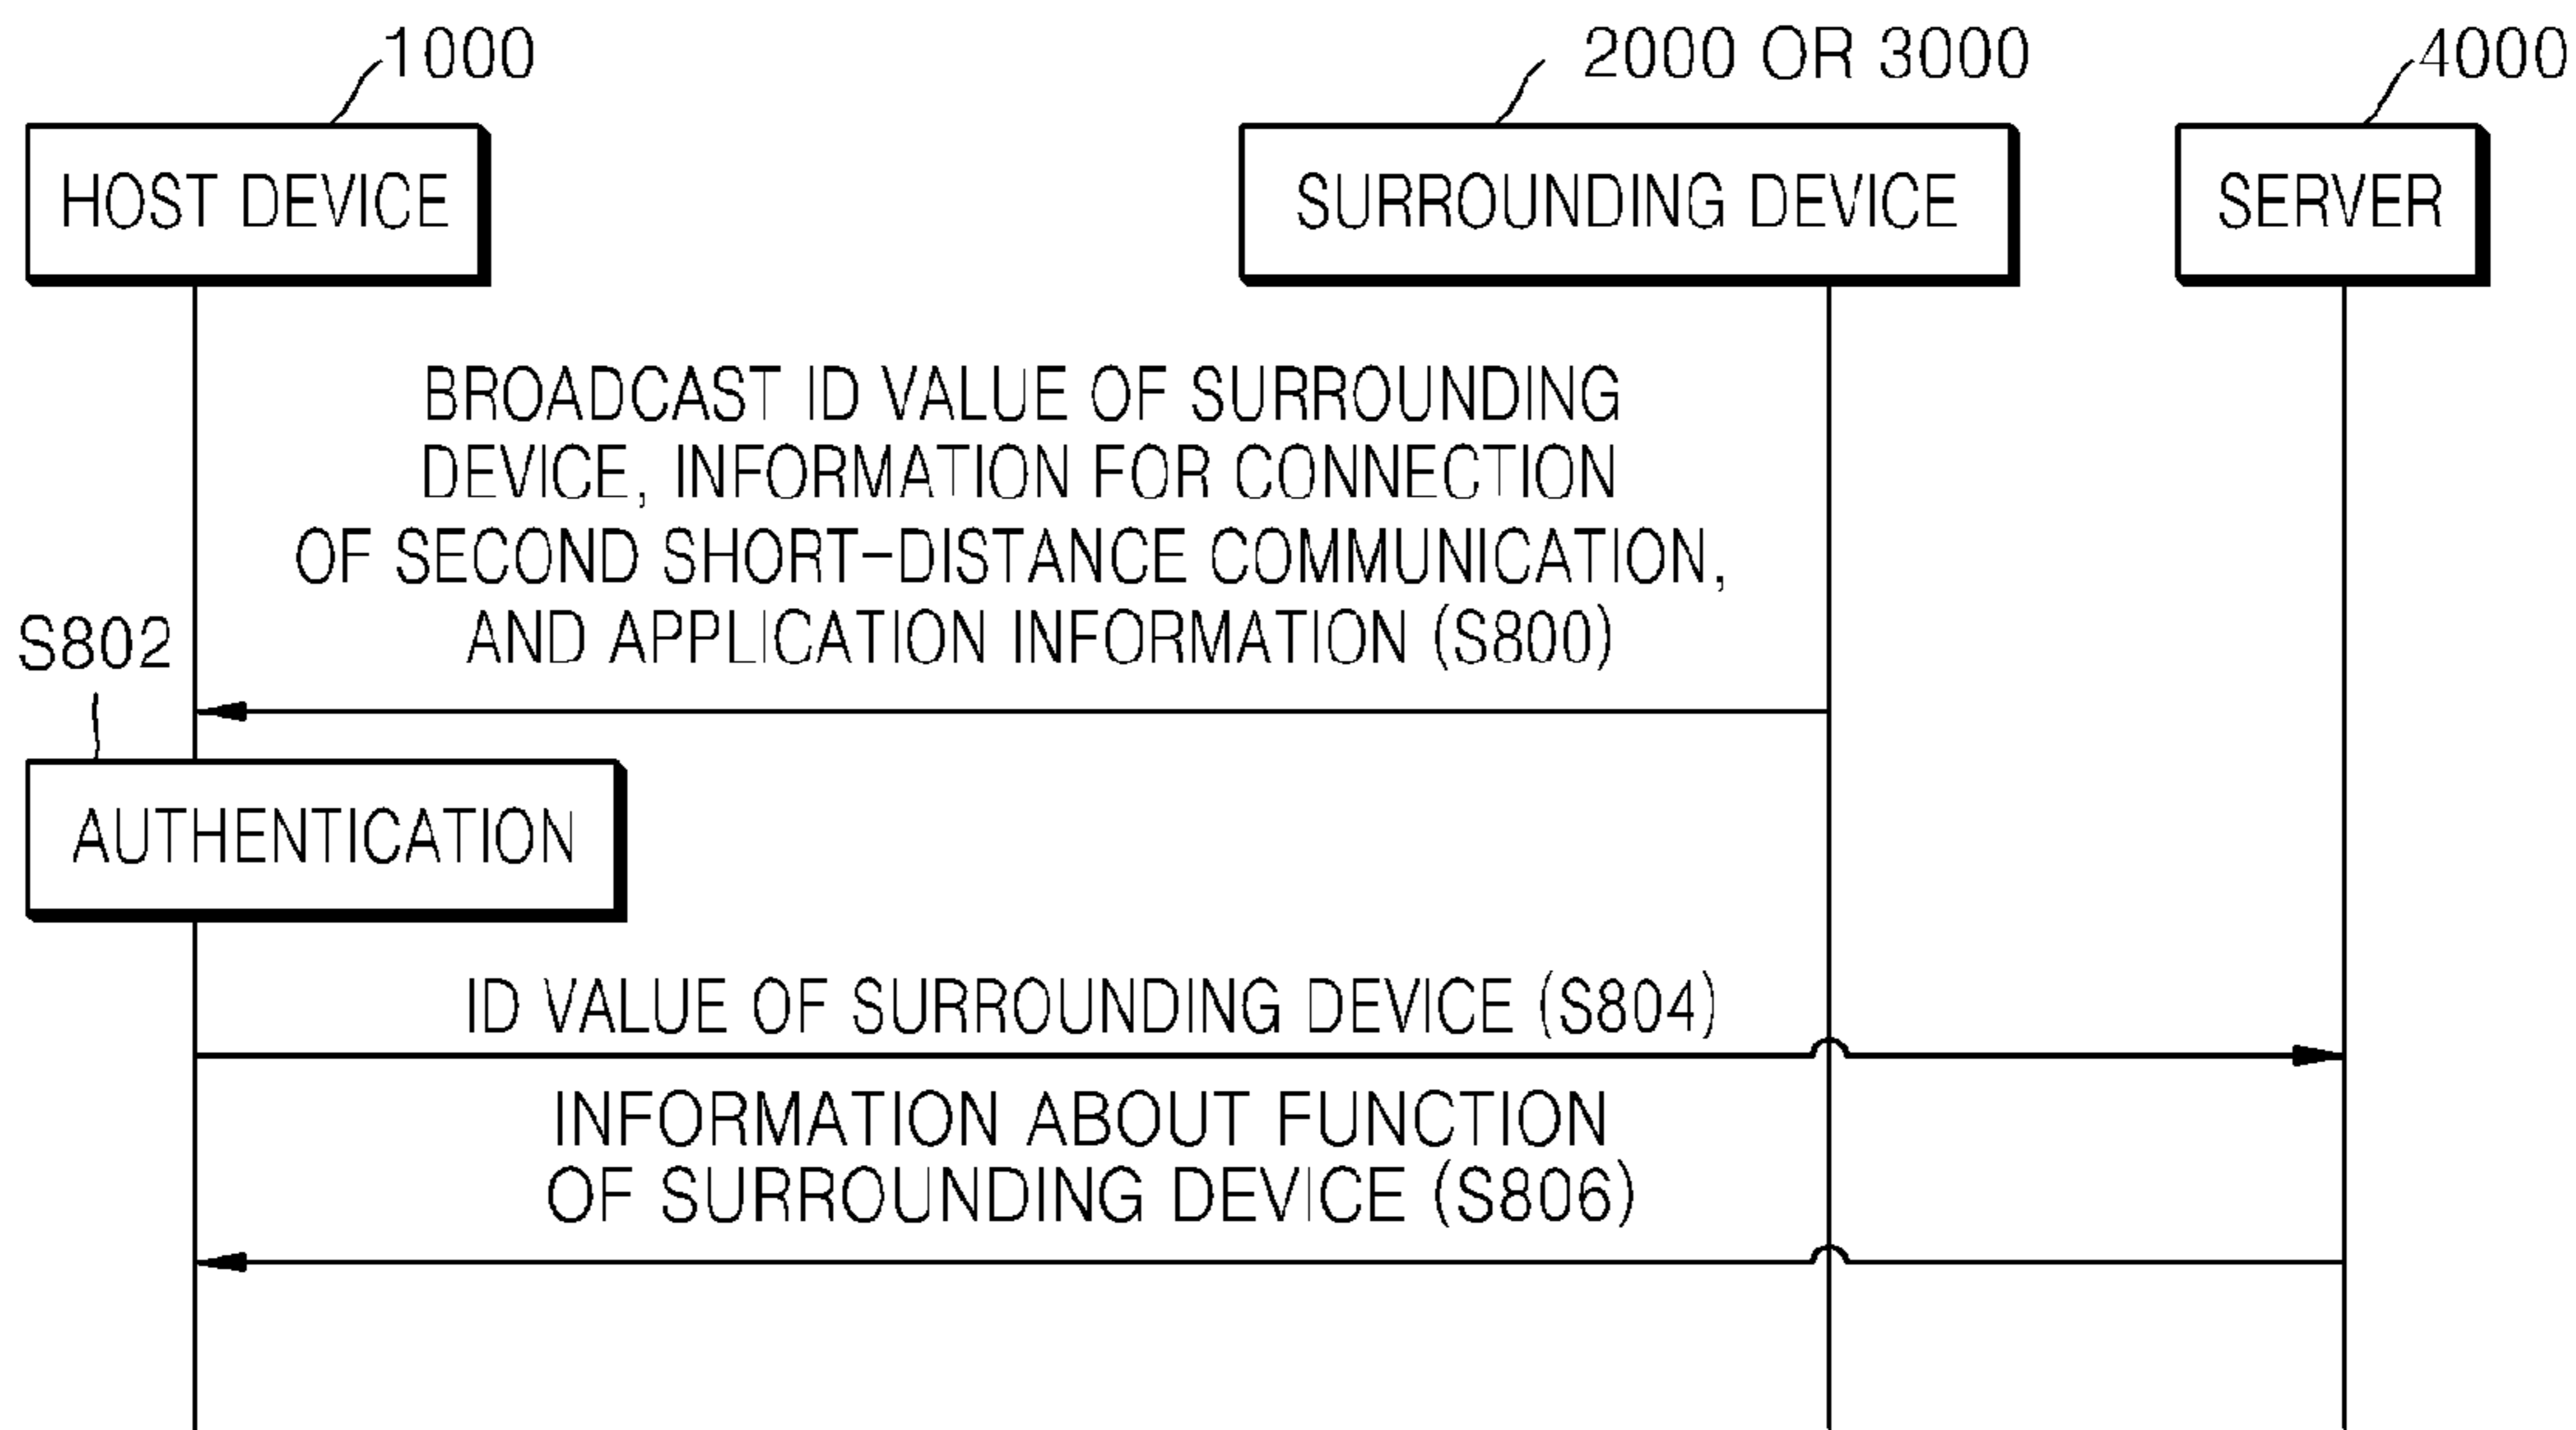 1000
2000 OR 3000
4000
HOST DEVICE
SURROUNDING DEVICE
SERVER
BROADCAST ID VALUE OF SURROUNDING
DEVICE, INFORMATION FOR CONNECTION
OF SECOND SHORT-DISTANCE COMMUNICATION,
AND APPLICATION INFORMATION (S800)
S802
AUTHENTICATION
ID VALUE OF SURROUNDING DEVICE (S804)
INFORMATION ABOUT FUNCTION
OF SURROUNDING DEVICE (S806)